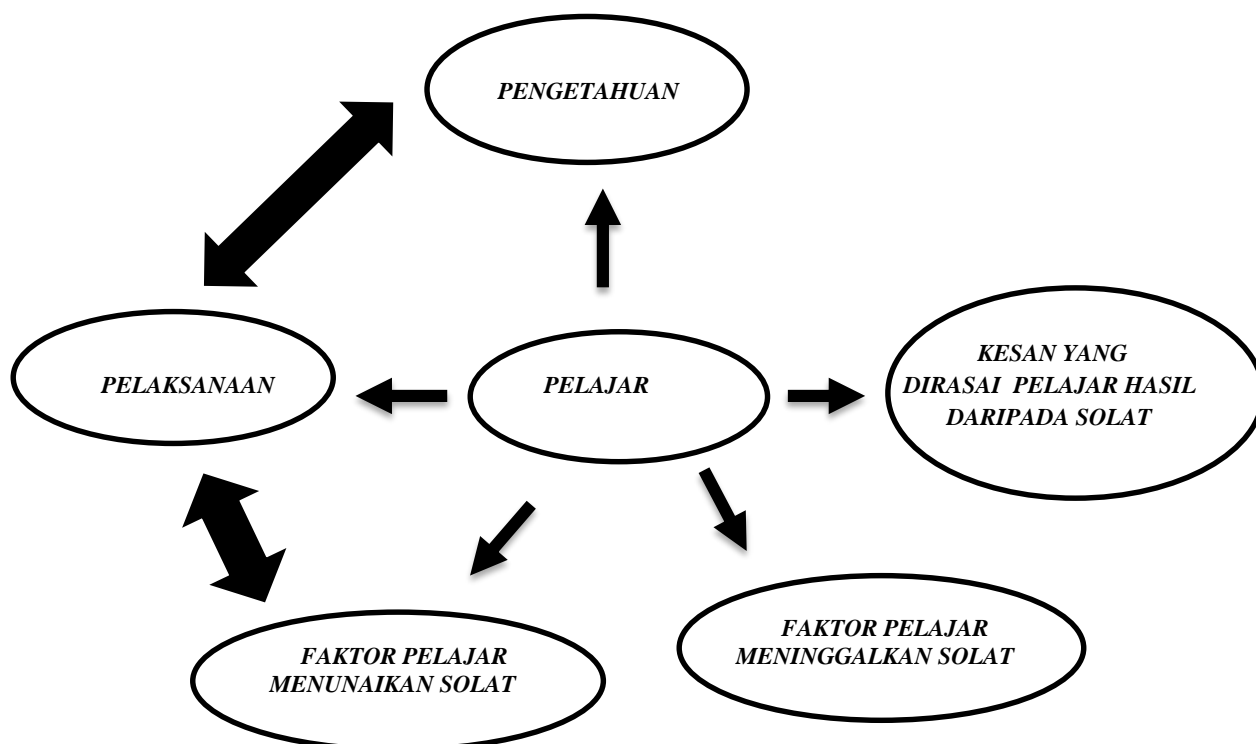 PENGETAHUAN
PELAKSANAAN
PELAJAR
KESAN YANG
DIRASAI PELAJAR HASIL
DARIPADA SOLAT
FAKTOR PELAJAR
MENUNAIKAN SOLAT
FAKTOR PELAJAR
MENINGGALKAN SOLAT